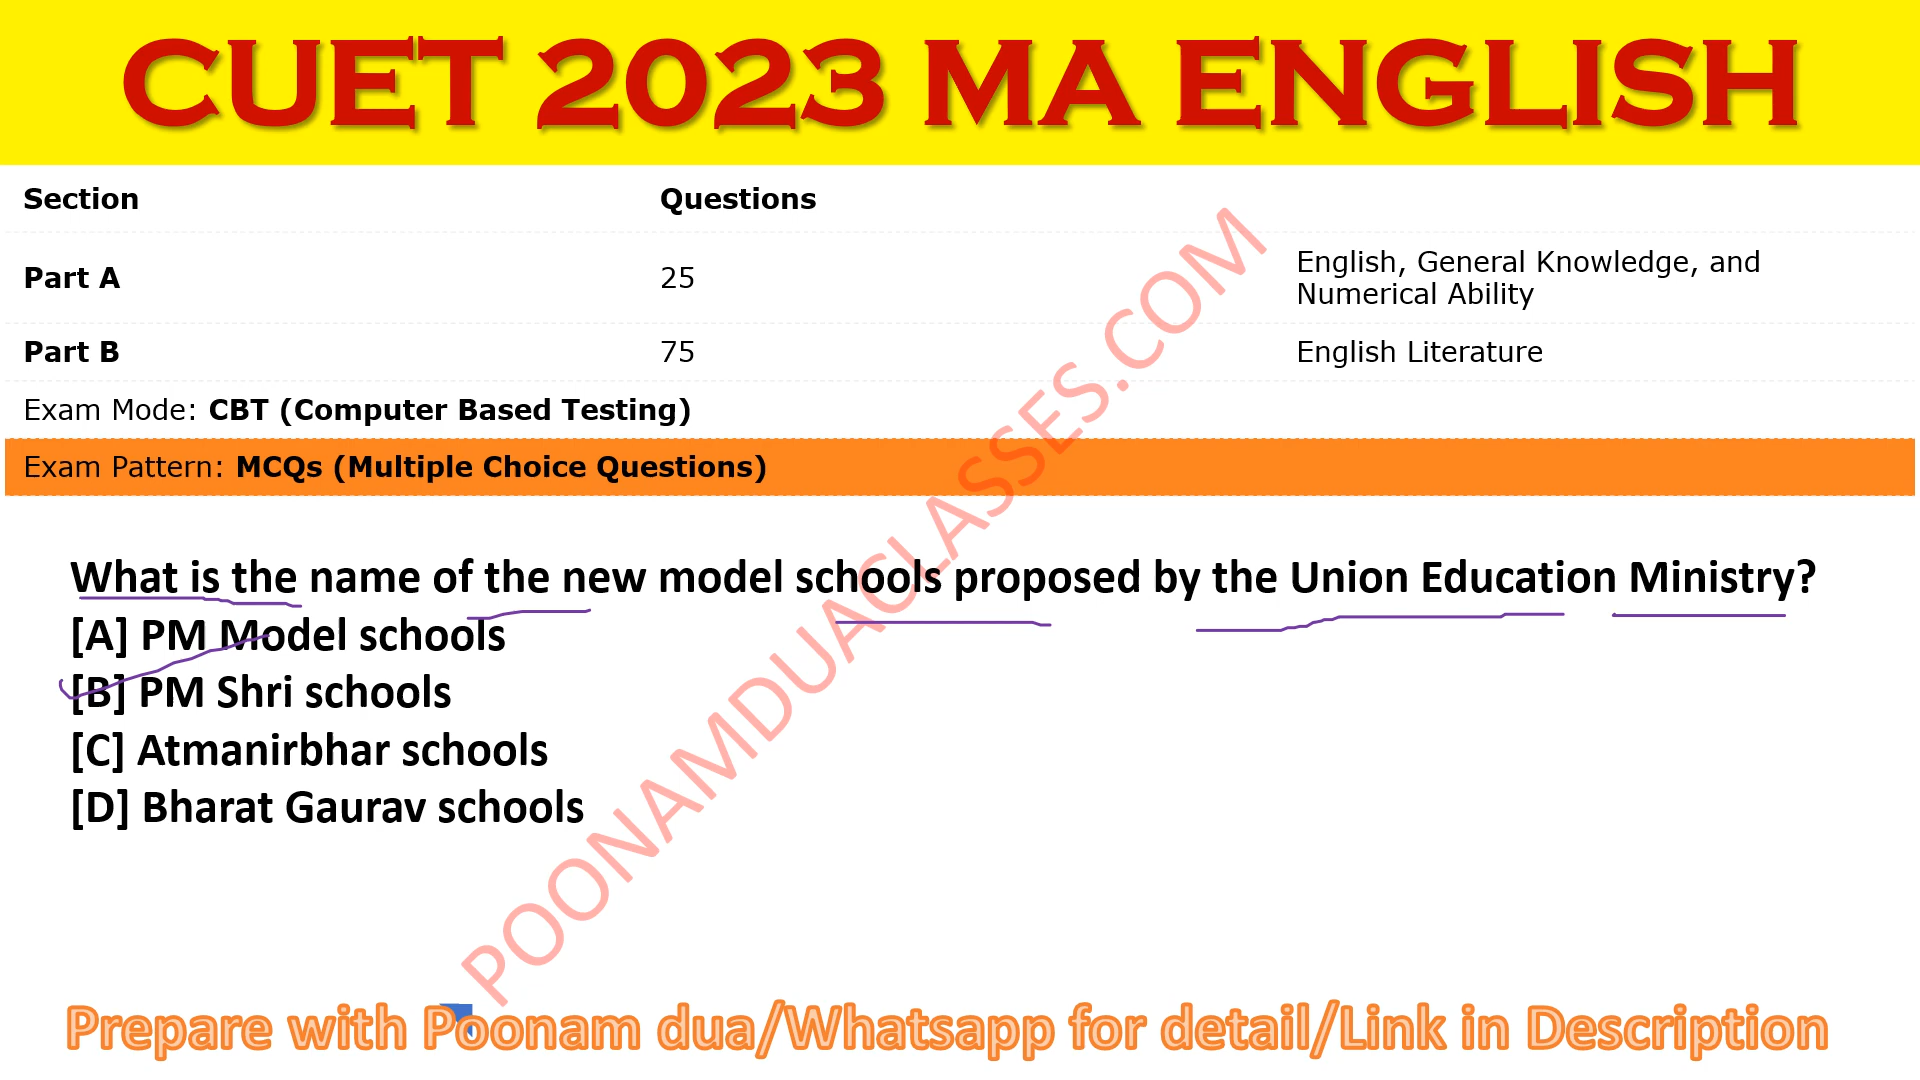 CUET 2023 MA ENGLISH
Section Questions
Part A 25 English, General Knowledge, and
Numerical Ability
Part B 75 English Literature
Exam Mode: CBT (Computer Based Testing)
Exam Pattern: MCQs (Multiple Choice Questions)
What is the name of the new model schools proposed by the Union Education Ministry?
[A] PM Model schools
[B] PM Shri schools
[C] Atmanirbhar schools
[D] Bharat Gaurav schools
POONAMDUACLASSES.COM
Prepare with Poonam dua/Whatsapp for detail/Link in Description